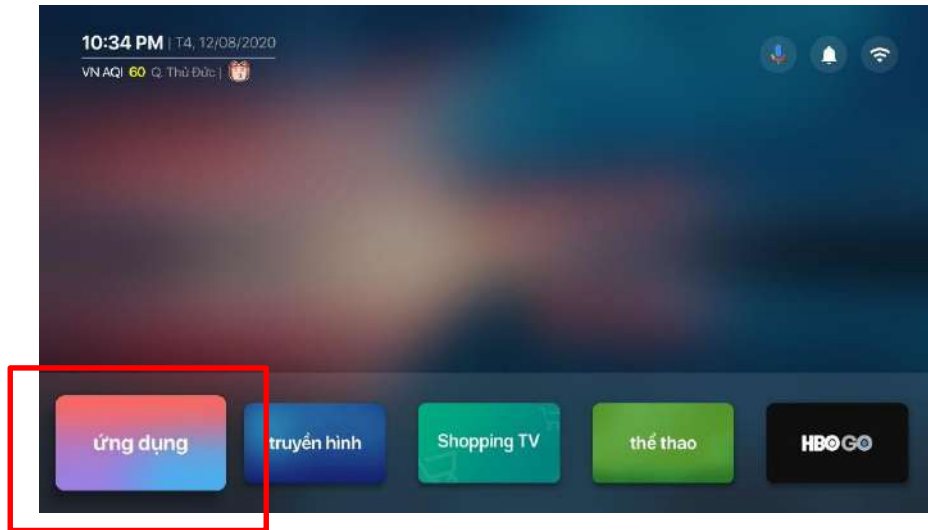 10:34 PM | T4, 12/08/2020
VN AQI 60 Q. Thủ Đức |
ứng dụng
truyền hình
Shopping TV
thể thao
HBO GO